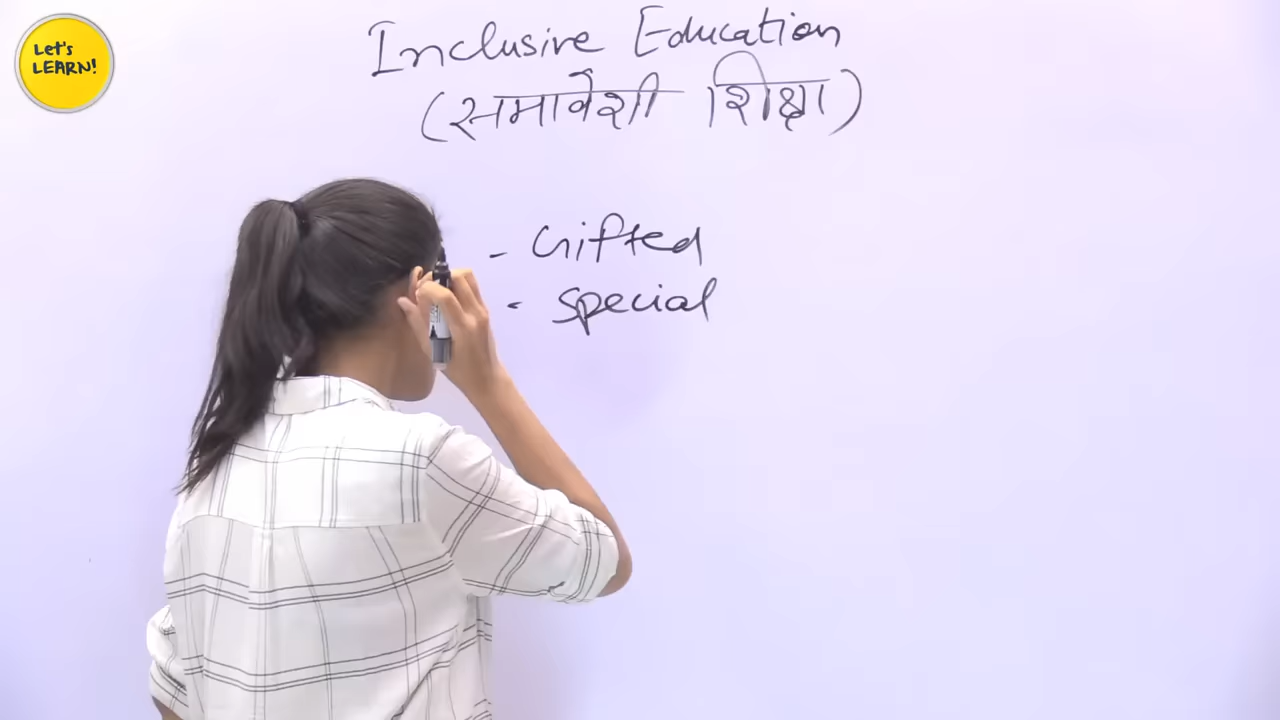 Let's
LEARN!
Inclusive Education
(समावेशी शिक्षा)
- Gifted
- Special